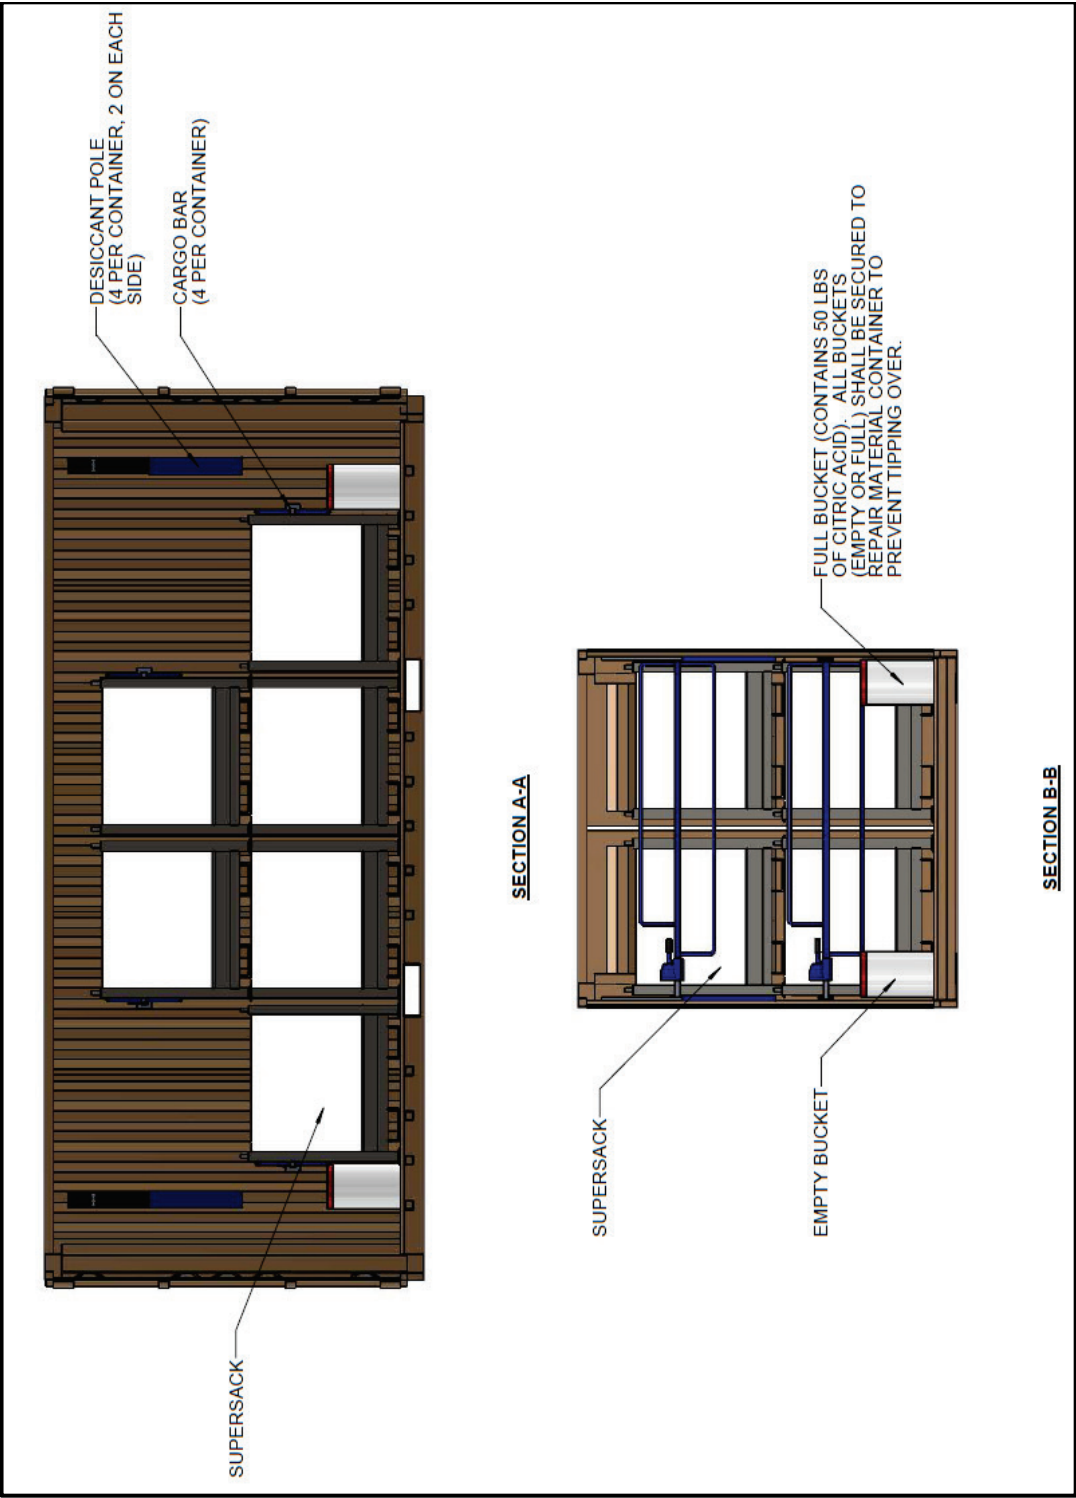 DESICCANT POLE
(4 PER CONTAINER, 2 ON EACH
SIDE)
CARGO BAR
(4 PER CONTAINER)
SUPERSACK
SECTION A-A
FULL BUCKET (CONTAINS 50 LBS
OF CITRIC ACID). ALL BUCKETS
(EMPTY OR FULL) SHALL BE SECURED TO
REPAIR MATERIAL CONTAINER TO
PREVENT TIPPING OVER.
SUPERSACK
EMPTY BUCKET
SECTION B-B